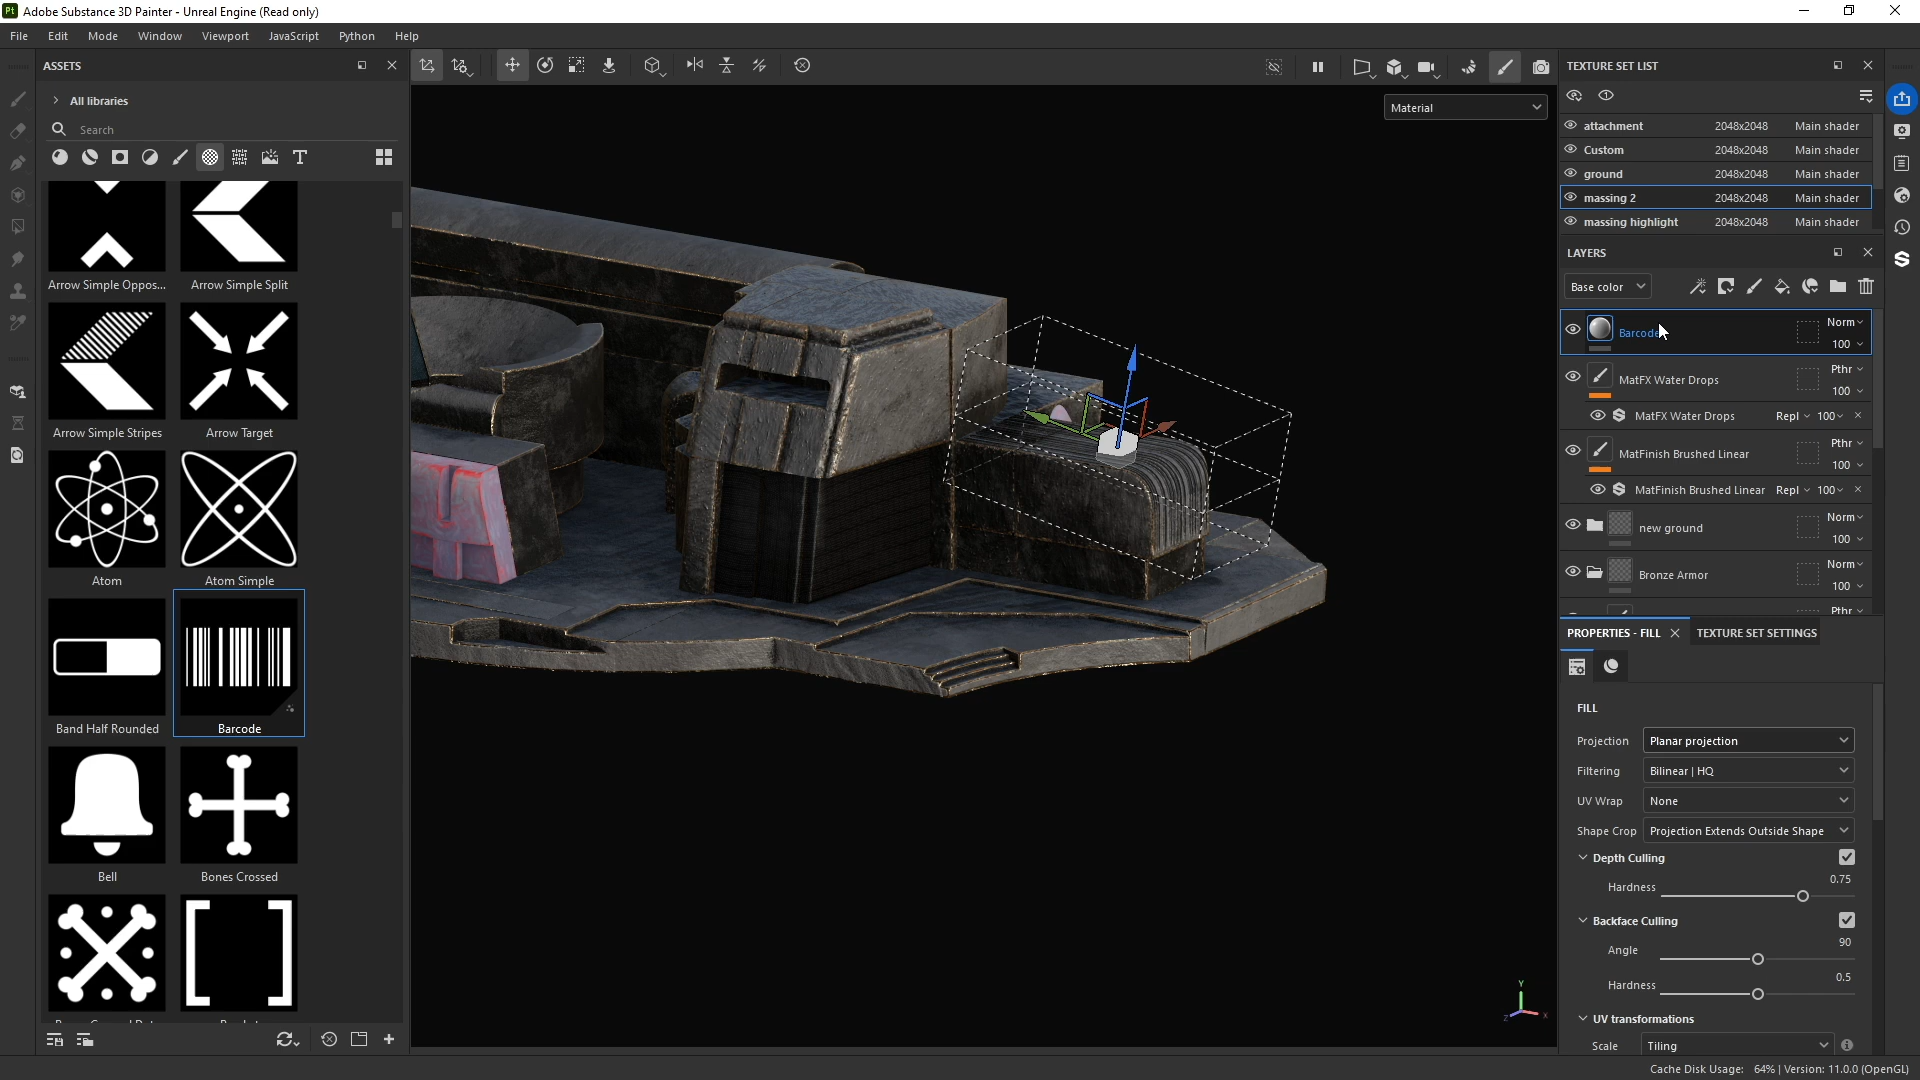 Pt Adobe Substance 3D Painter - Unreal Engine (Read only)
File Edit Mode Window Viewport JavaScript Python Help
ASSETS
All libraries
Search
Arrow Simple Oppos... Arrow Simple Split
Arrow Simple Stripes Arrow Target
Atom Atom Simple
Band Half Rounded Barcode
Bell Bones Crossed
Material
Y
Z X
TEXTURE SET LIST
attachment 2048x2048 Main shader
Custom 2048x2048 Main shader
ground 2048x2048 Main shader
massing 2 2048x2048 Main shader
massing highlight 2048x2048 Main shader
LAYERS
Base color
Barcode Norm
100
MatFX Water Drops Pthr
100
MatFX Water Drops Repl 100
MatFinish Brushed Linear Pthr
100
MatFinish Brushed Linear Repl 100
new ground Norm
100
Bronze Armor Norm
100
Pthr
PROPERTIES - FILL TEXTURE SET SETTINGS
FILL
Projection Planar projection
Filtering Bilinear | HQ
UV Wrap None
Shape Crop Projection Extends Outside Shape
Depth Culling
Hardness 0.75
Backface Culling
Angle 90
Hardness 0.5
UV transformations
Scale Tiling
Cache Disk Usage: 64% | Version: 11.0.0 (OpenGL)